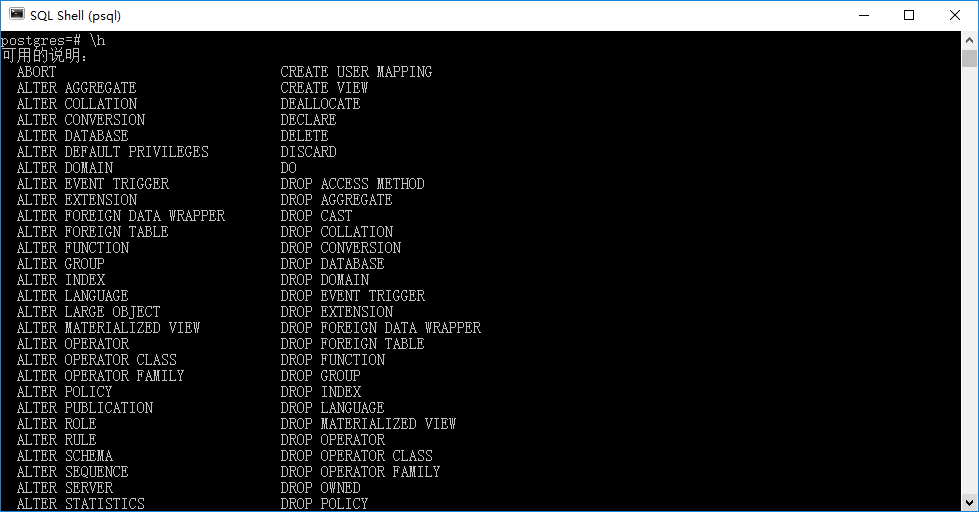 SQL Shell (psql)
postgres=# \h
可用的说明:
ABORT CREATE USER MAPPING
ALTER AGGREGATE CREATE VIEW
ALTER COLLATION DEALLOCATE
ALTER CONVERSION DECLARE
ALTER DATABASE DELETE
ALTER DEFAULT PRIVILEGES DISCARD
ALTER DOMAIN DO
ALTER EVENT TRIGGER DROP ACCESS METHOD
ALTER EXTENSION DROP AGGREGATE
ALTER FOREIGN DATA WRAPPER DROP CAST
ALTER FOREIGN TABLE DROP COLLATION
ALTER FUNCTION DROP CONVERSION
ALTER GROUP DROP DATABASE
ALTER INDEX DROP DOMAIN
ALTER LANGUAGE DROP EVENT TRIGGER
ALTER LARGE OBJECT DROP EXTENSION
ALTER MATERIALIZED VIEW DROP FOREIGN DATA WRAPPER
ALTER OPERATOR DROP FOREIGN TABLE
ALTER OPERATOR CLASS DROP FUNCTION
ALTER OPERATOR FAMILY DROP GROUP
ALTER POLICY DROP INDEX
ALTER PUBLICATION DROP LANGUAGE
ALTER ROLE DROP MATERIALIZED VIEW
ALTER RULE DROP OPERATOR
ALTER SCHEMA DROP OPERATOR CLASS
ALTER SEQUENCE DROP OPERATOR FAMILY
ALTER SERVER DROP OWNED
ALTER STATISTICS DROP POLICY